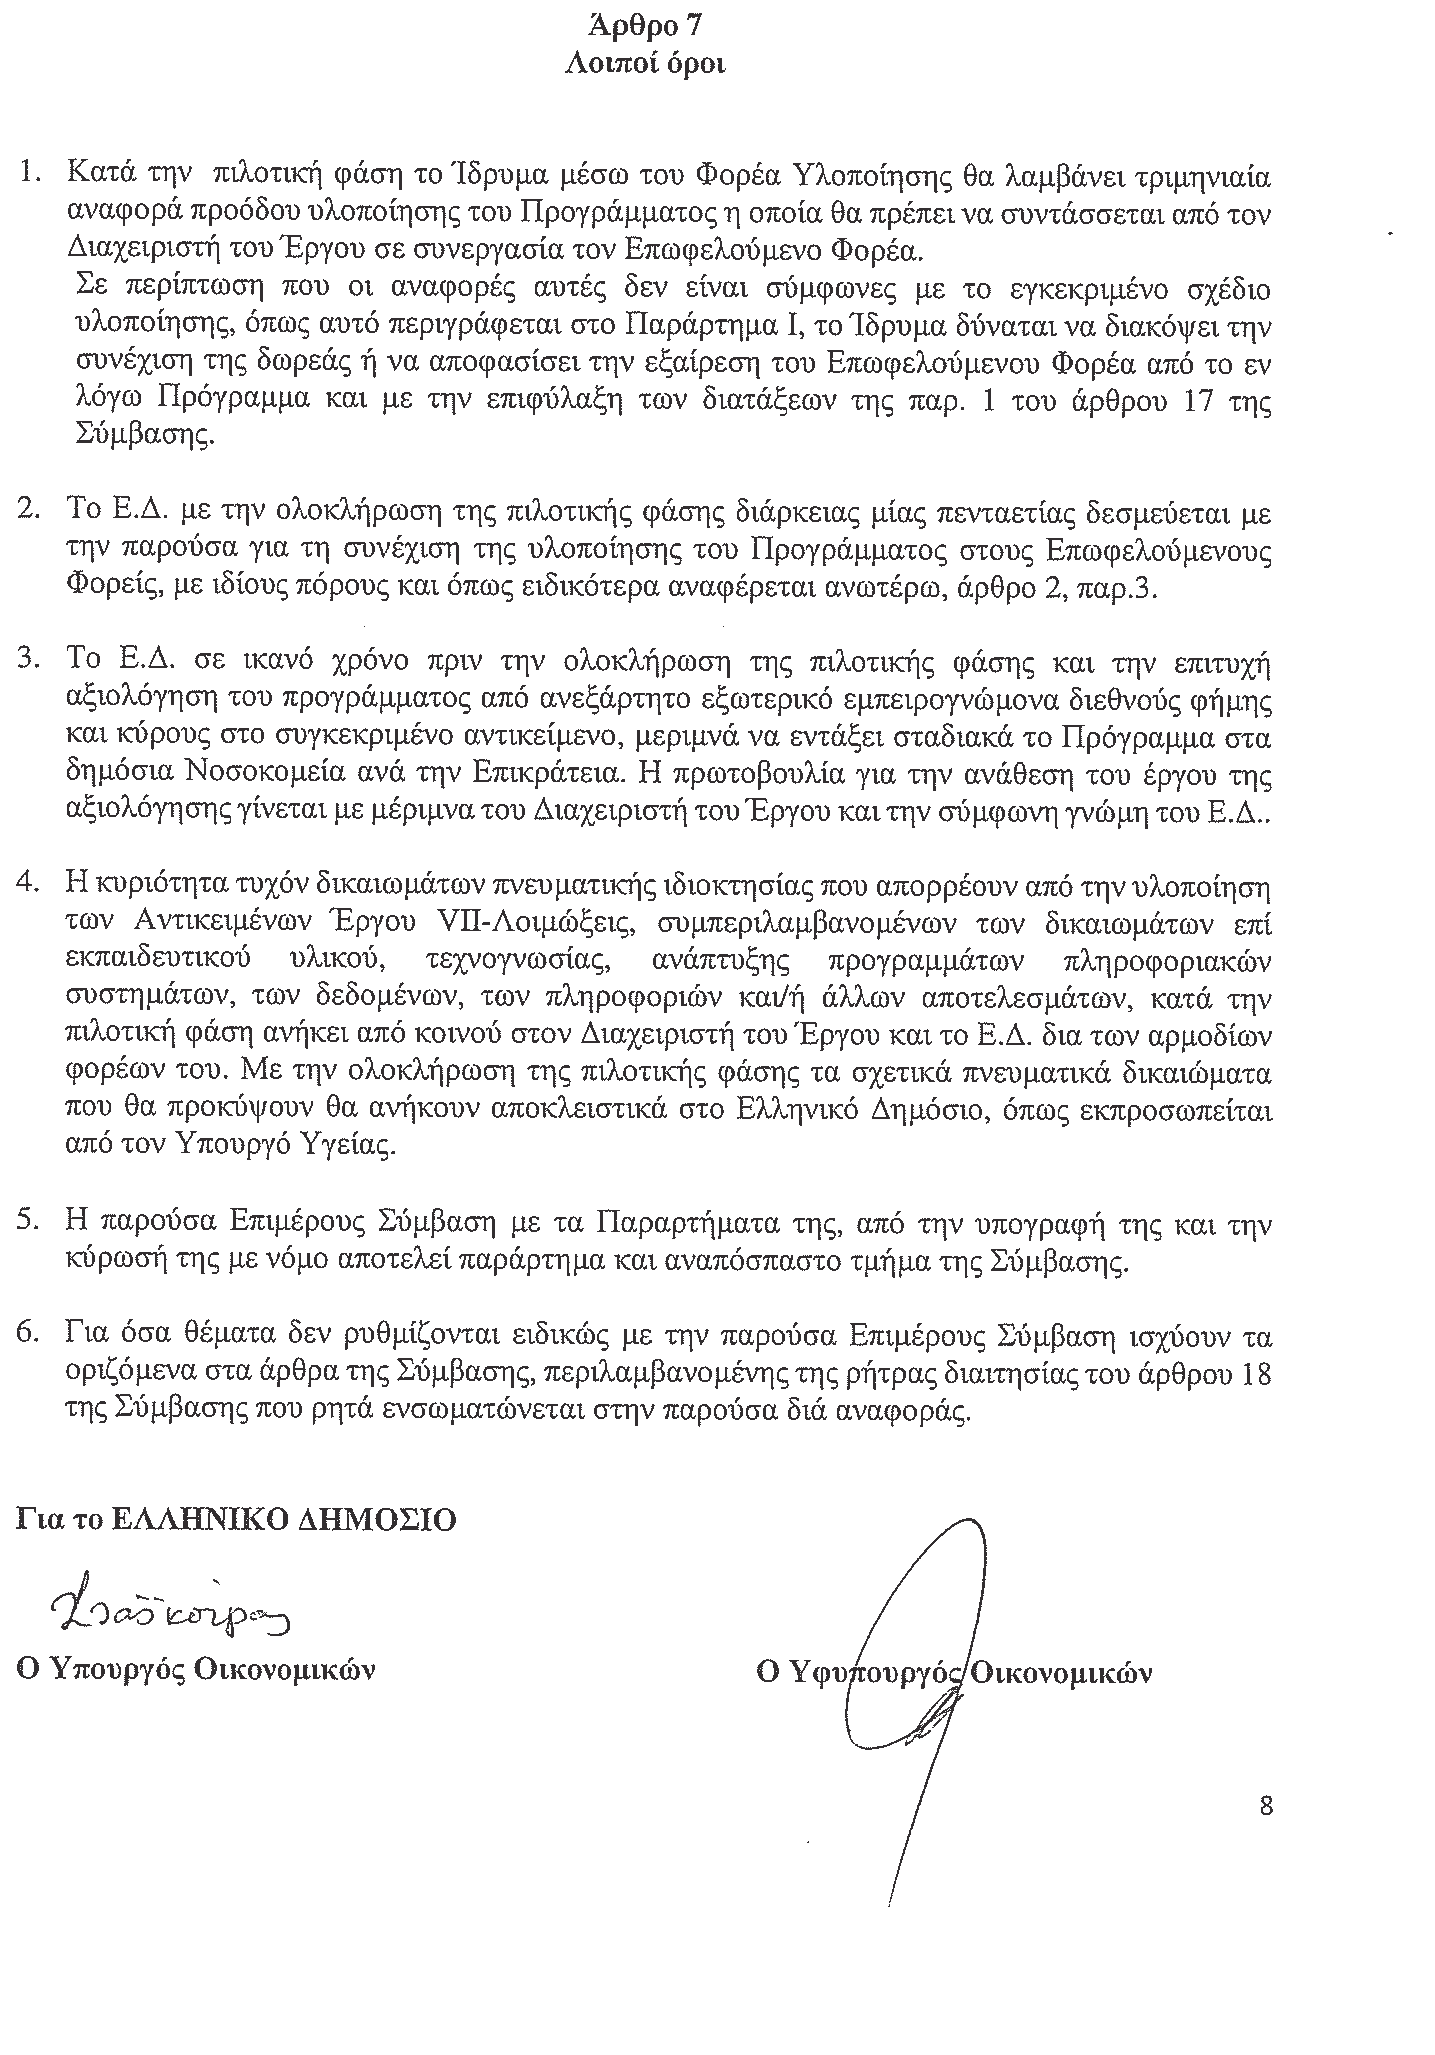 Άρθρο 7
Λοιποί όροι
1. Κατά την πιλοτική φάση το Ίδρυμα μέσω του Φορέα Υλοποίησης θα λαμβάνει τριμηνιαία
αναφορά προόδου υλοποίησης του Προγράμματος η οποία θα πρέπει να συντάσσεται από τον
Διαχειριστή του Έργου σε συνεργασία τον Επωφελούμενο Φορέα.
Σε περίπτωση που οι αναφορές αυτές δεν είναι σύμφωνες με το εγκεκριμένο σχέδιο
υλοποίησης, όπως αυτό περιγράφεται στο Παράρτημα Ι, το Ίδρυμα δύναται να διακόψει την
συνέχιση της δωρεάς ή να αποφασίσει την εξαίρεση του Επωφελούμενου Φορέα από το εν
λόγω Πρόγραμμα και με την επιφύλαξη των διατάξεων της παρ. 1 του άρθρου 17 της
Σύμβασης.
2. Το Ε.Δ. με την ολοκλήρωση της πιλοτικής φάσης διάρκειας μίας πενταετίας δεσμεύεται με
την παρούσα για τη συνέχιση της υλοποίησης του Προγράμματος στους Επωφελούμενους
Φορείς, με ιδίους πόρους και όπως ειδικότερα αναφέρεται ανωτέρω, άρθρο 2, παρ.3.
3. Το Ε.Δ. σε ικανό χρόνο πριν την ολοκλήρωση της πιλοτικής φάσης και την επιτυχή
αξιολόγηση του προγράμματος από ανεξάρτητο εξωτερικό εμπειρογνώμονα διεθνούς φήμης
και κύρους στο συγκεκριμένο αντικείμενο, μεριμνά να εντάξει σταδιακά το Πρόγραμμα στα
δημόσια Νοσοκομεία ανά την Επικράτεια. Η πρωτοβουλία για την ανάθεση του έργου της
αξιολόγησης γίνεται με μέριμνα του Διαχειριστή του Έργου και την σύμφωνη γνώμη του Ε.Δ..
4. Η κυριότητα τυχόν δικαιωμάτων πνευματικής ιδιοκτησίας που απορρέουν από την υλοποίηση
των Αντικειμένων Έργου VII-Λοιμώξεις, συμπεριλαμβανομένων των δικαιωμάτων επί
εκπαιδευτικού υλικού, τεχνογνωσίας, ανάπτυξης προγραμμάτων πληροφοριακών
συστημάτων, των δεδομένων, των πληροφοριών και/ή άλλων αποτελεσμάτων, κατά την
πιλοτική φάση ανήκει από κοινού στον Διαχειριστή του Έργου και το Ε.Δ. δια των αρμοδίων
φορέων του. Με την ολοκλήρωση της πιλοτικής φάσης τα σχετικά πνευματικά δικαιώματα
που θα προκύψουν θα ανήκουν αποκλειστικά στο Ελληνικό Δημόσιο, όπως εκπροσωπείται
από τον Υπουργό Υγείας.
5. Η παρούσα Επιμέρους Σύμβαση με τα Παραρτήματα της, από την υπογραφή της και την
κύρωσή της με νόμο αποτελεί παράρτημα και αναπόσπαστο τμήμα της Σύμβασης.
6. Για όσα θέματα δεν ρυθμίζονται ειδικώς με την παρούσα Επιμέρους Σύμβαση ισχύουν τα
οριζόμενα στα άρθρα της Σύμβασης, περιλαμβανομένης της ρήτρας διαιτησίας του άρθρου 18
της Σύμβασης που ρητά ενσωματώνεται στην παρούσα διά αναφοράς.
Για το ΕΛΛΗΝΙΚΟ ΔΗΜΟΣΙΟ
Ο Υπουργός Οικονομικών
Ο Υφυπουργός Οικονομικών
8